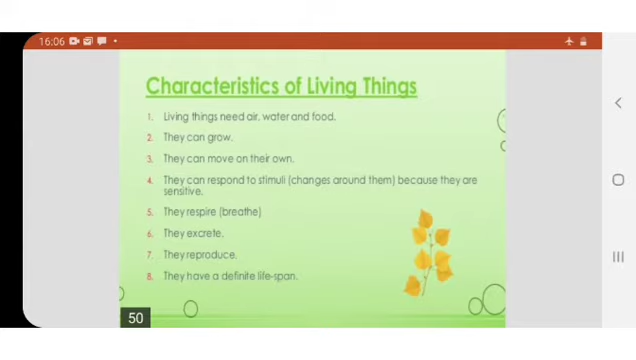 16:06
Characteristics of Living Things
1. Living things need air, water and food.
2. They can grow.
3. They can move on their own.
4. They can respond to stimuli (changes around them) because they are
sensitive.
5. They respire (breathe)
6. They excrete.
7. They reproduce.
8. They have a definite life-span.
50